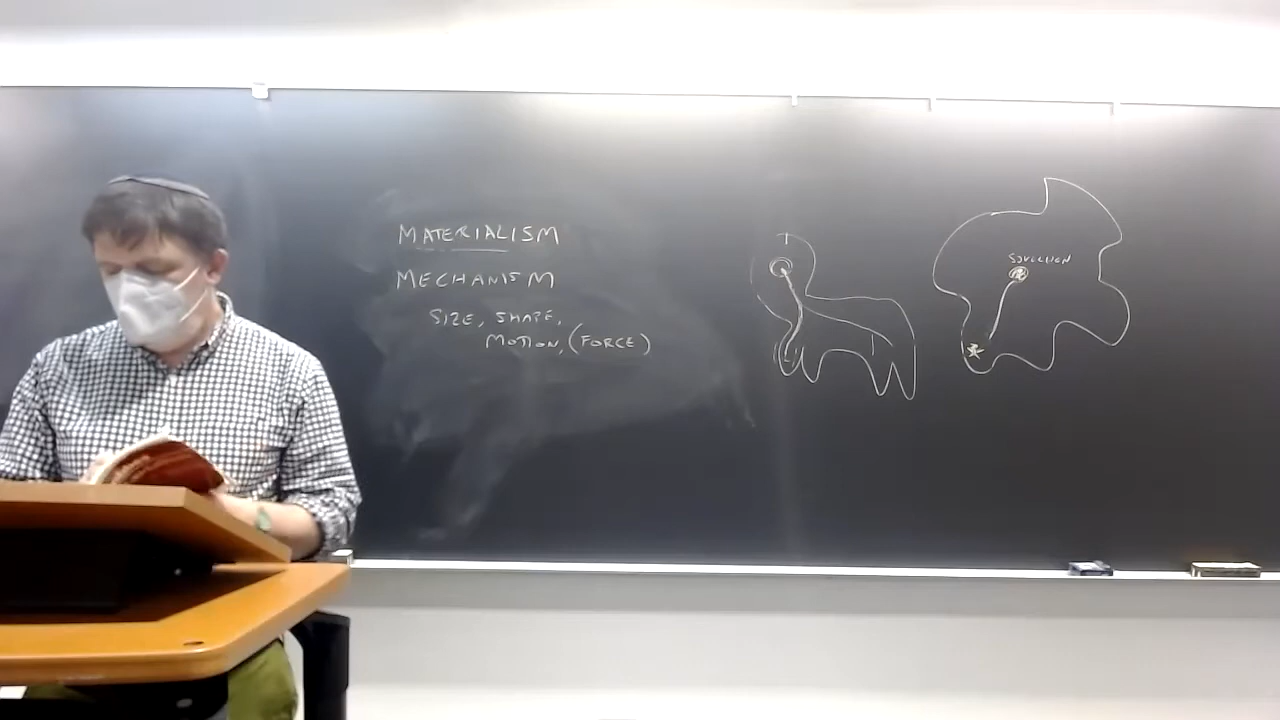 MATERIALISM
MECHANISM
SIZE, SHAPE,
MOTION, (FORCE)